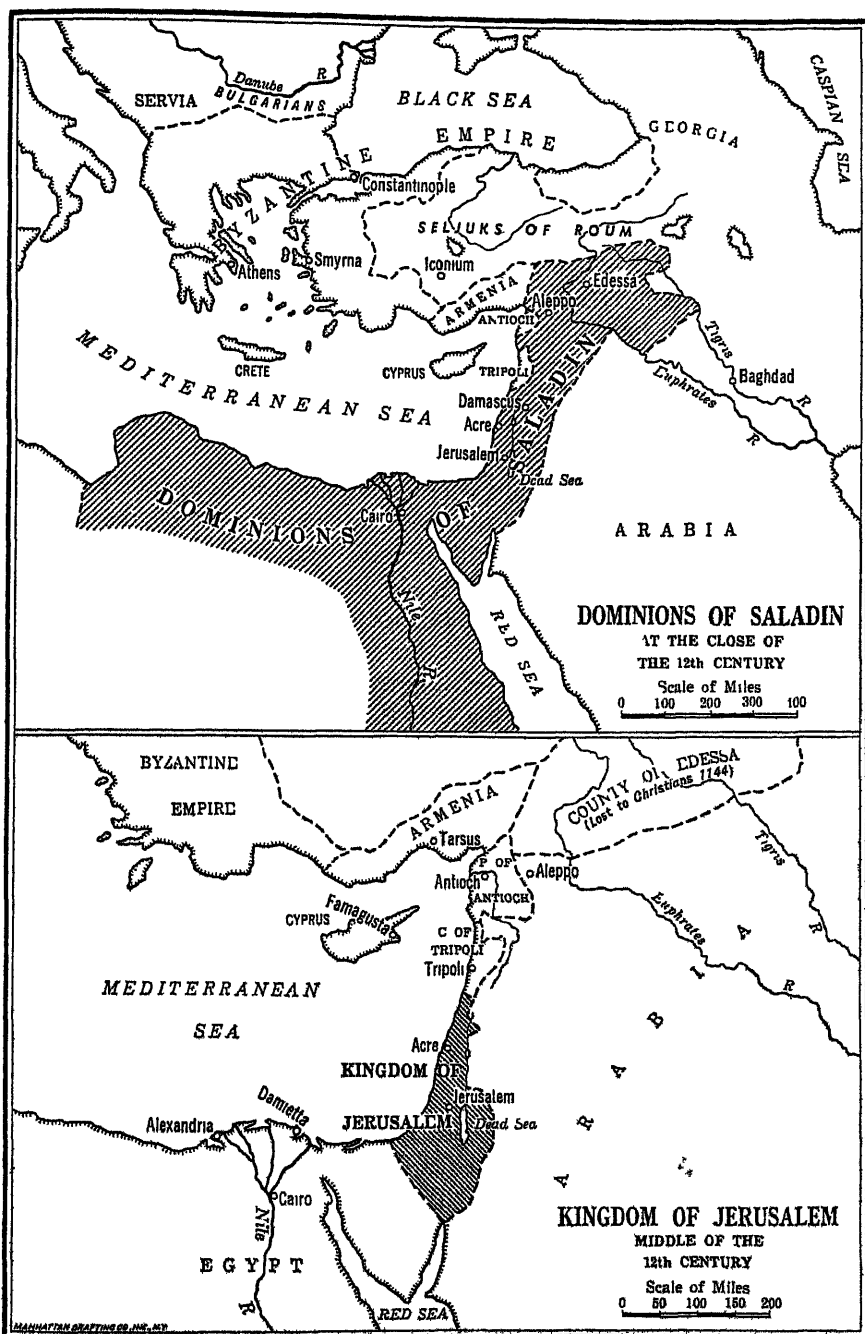 Danube R
SERVIA
BULGARIANS
BLACK SEA
CASPIAN SEA
EMPIRE
GEORGIA
BYZANTINE
Constantinople
SELJUKS OF ROUM
Athens
Smyrna
Iconium
Edessa
ARMENIA
Aleppo
ANTIOCH
Tigris R
CRETE
CYPRUS
TRIPOLI
Baghdad
MEDITERRANEAN SEA
Euphrates R
Damascus
Acre
Jerusalem
SALADIN
Dead Sea
DOMINIONS
OF
Cairo
ARABIA
Nile R.
RED SEA
DOMINIONS OF SALADIN
AT THE CLOSE OF
THE 12th CENTURY
Scale of Miles
0 100 200 300 100
BYZANTINE
EMPIRE
COUNTY OF EDESSA
(Lost to Christians 1144)
ARMENIA
Tarsus
Tigris R
P OF
Antioch
Aleppo
ANTIOCH
Famagusta
CYPRUS
Euphrates R
C OF
TRIPOLI
Tripoli
MEDITERRANEAN
SEA
ARABIA
Acre
KINGDOM OF
Jerusalem
JERUSALEM
Dead Sea
Damietta
Alexandria
Cairo
Nile R
EGYPT
RED SEA
KINGDOM OF JERUSALEM
MIDDLE OF THE
12th CENTURY
Scale of Miles
0 50 100 150 200
MANHATTAN DRAFTING CO., INC., N.Y.